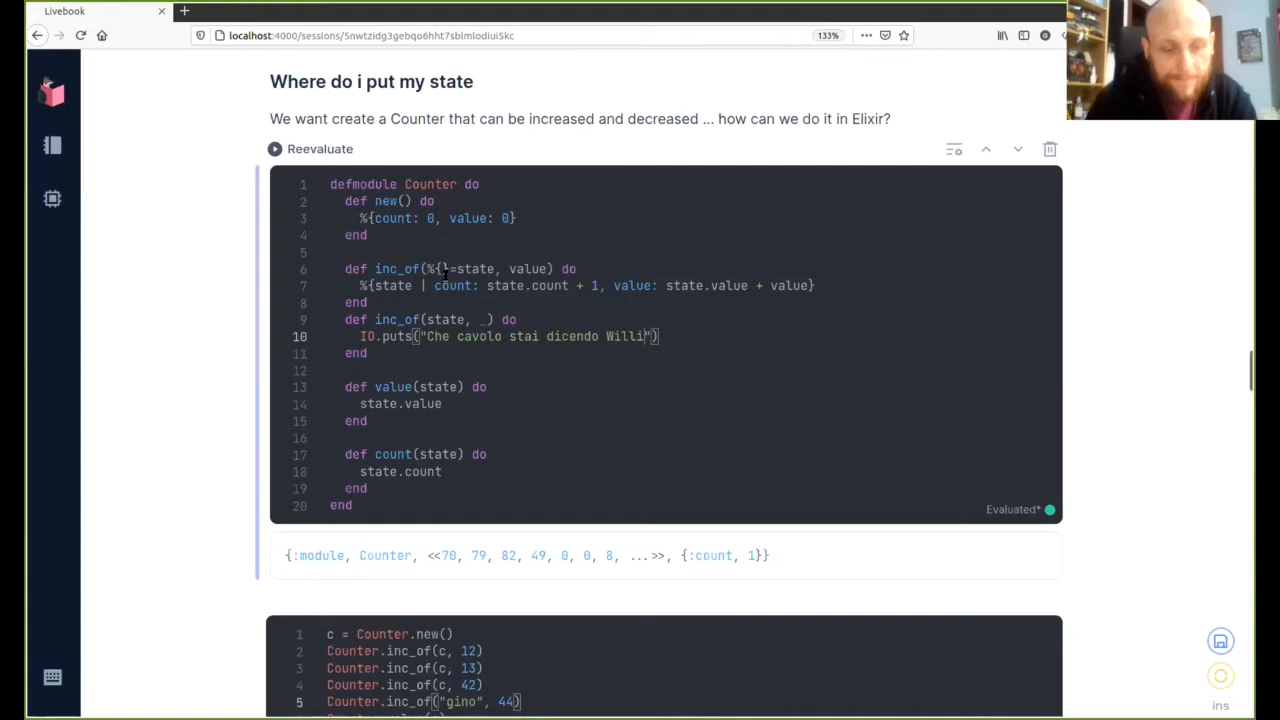 Livebook
localhost:4000/sessions/5nwtzidg3gebqo6hht7sblmlodiui5kc
133%
Where do i put my state
We want create a Counter that can be increased and decreased ... how can we do it in Elixir?
Reevaluate
1 defmodule Counter do
2 def new() do
3 %{count: 0, value: 0}
4 end
5
6 def inc_of(%{}=state, value) do
7 %{state | count: state.count + 1, value: state.value + value}
8 end
9 def inc_of(state, _) do
10 IO.puts("Che cavolo stai dicendo Willi")
11 end
12
13 def value(state) do
14 state.value
15 end
16
17 def count(state) do
18 state.count
19 end
20 end
Evaluated*
{:module, Counter, <<70, 79, 82, 49, 0, 0, 8, ...>>, {:count, 1}}
1 c = Counter.new()
2 Counter.inc_of(c, 12)
3 Counter.inc_of(c, 13)
4 Counter.inc_of(c, 42)
5 Counter.inc_of("gino", 44)
ins